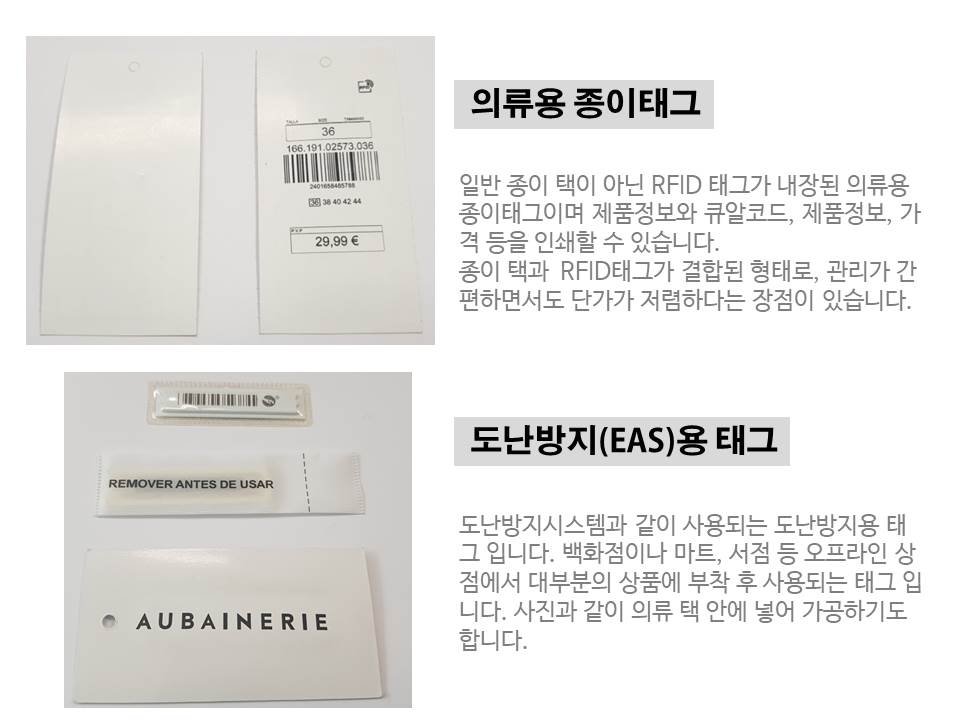 의류용 종이태그
TALLA SIZE TAMANHO
36
166.191.02573.036
2401658485788
36 38 40 42 44
P.V.P
29,99 €
일반 종이 택이 아닌 RFID 태그가 내장된 의류용
종이태그이며 제품정보와 큐알코드, 제품정보, 가
격 등을 인쇄할 수 있습니다.
종이 택과 RFID태그가 결합된 형태로, 관리가 간
편하면서도 단가가 저렴하다는 장점이 있습니다.
도난방지(EAS)용 태그
REMOVER ANTES DE USAR
AUBAINERIE
도난방지시스템과 같이 사용되는 도난방지용 태
그 입니다. 백화점이나 마트, 서점 등 오프라인 상
점에서 대부분의 상품에 부착 후 사용되는 태그 입
니다. 사진과 같이 의류 택 안에 넣어 가공하기도
합니다.